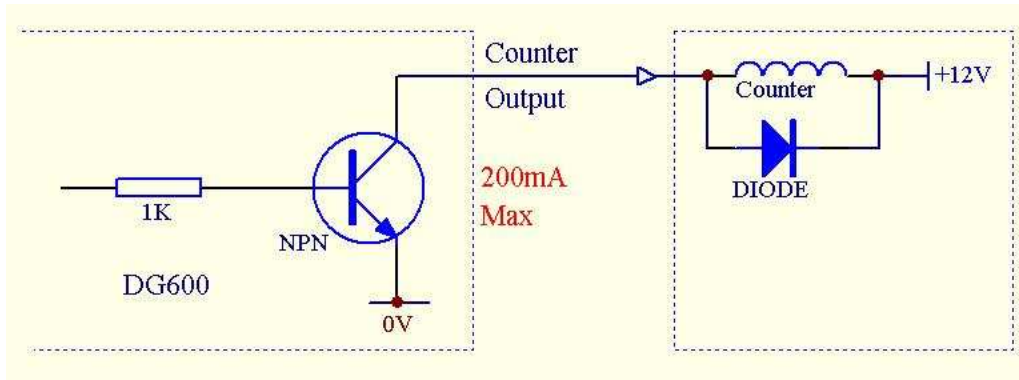 Counter
Output
+12V
Counter
DIODE
200mA
Max
1K
NPN
DG600
0V